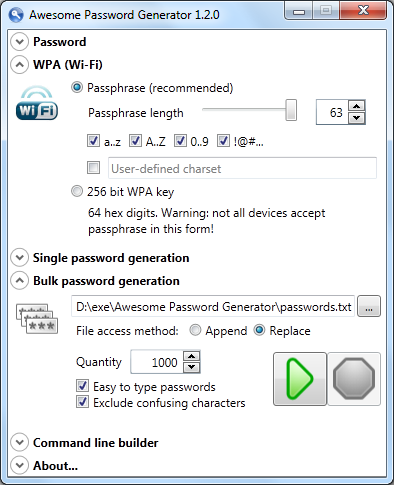 Awesome Password Generator 1.2.0
Password
WPA (Wi-Fi)
Wi Fi
Passphrase (recommended)
Passphrase length
63
a..z A..Z 0..9 !@#...
User-defined charset
256 bit WPA key
64 hex digits. Warning: not all devices accept
passphrase in this form!
Single password generation
Bulk password generation
***
D:\exe\Awesome Password Generator\passwords.txt ...
File access method: Append Replace
Quantity 1000
Easy to type passwords
Exclude confusing characters
Command line builder
About...